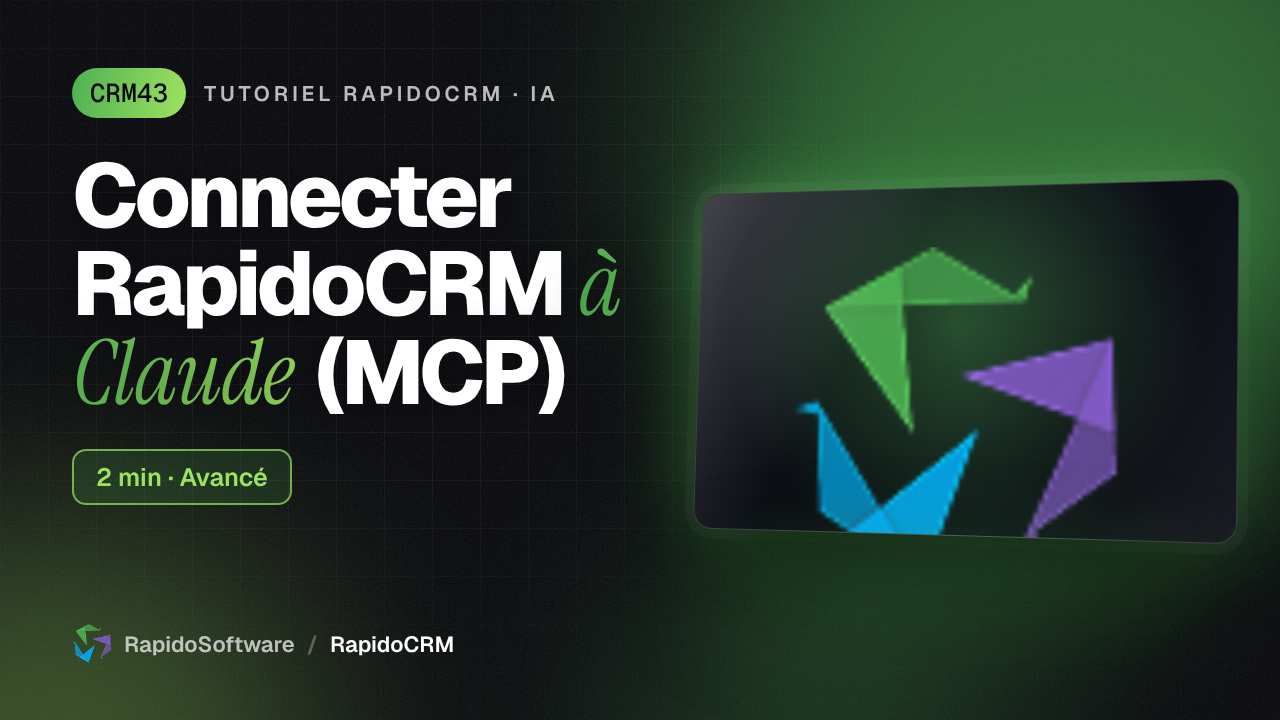 CRM43
TUTORIEL RAPIDOCRM · IA
Connecter
RapidoCRM à
Claude (MCP)
2 min · Avancé
RapidoSoftware / RapidoCRM